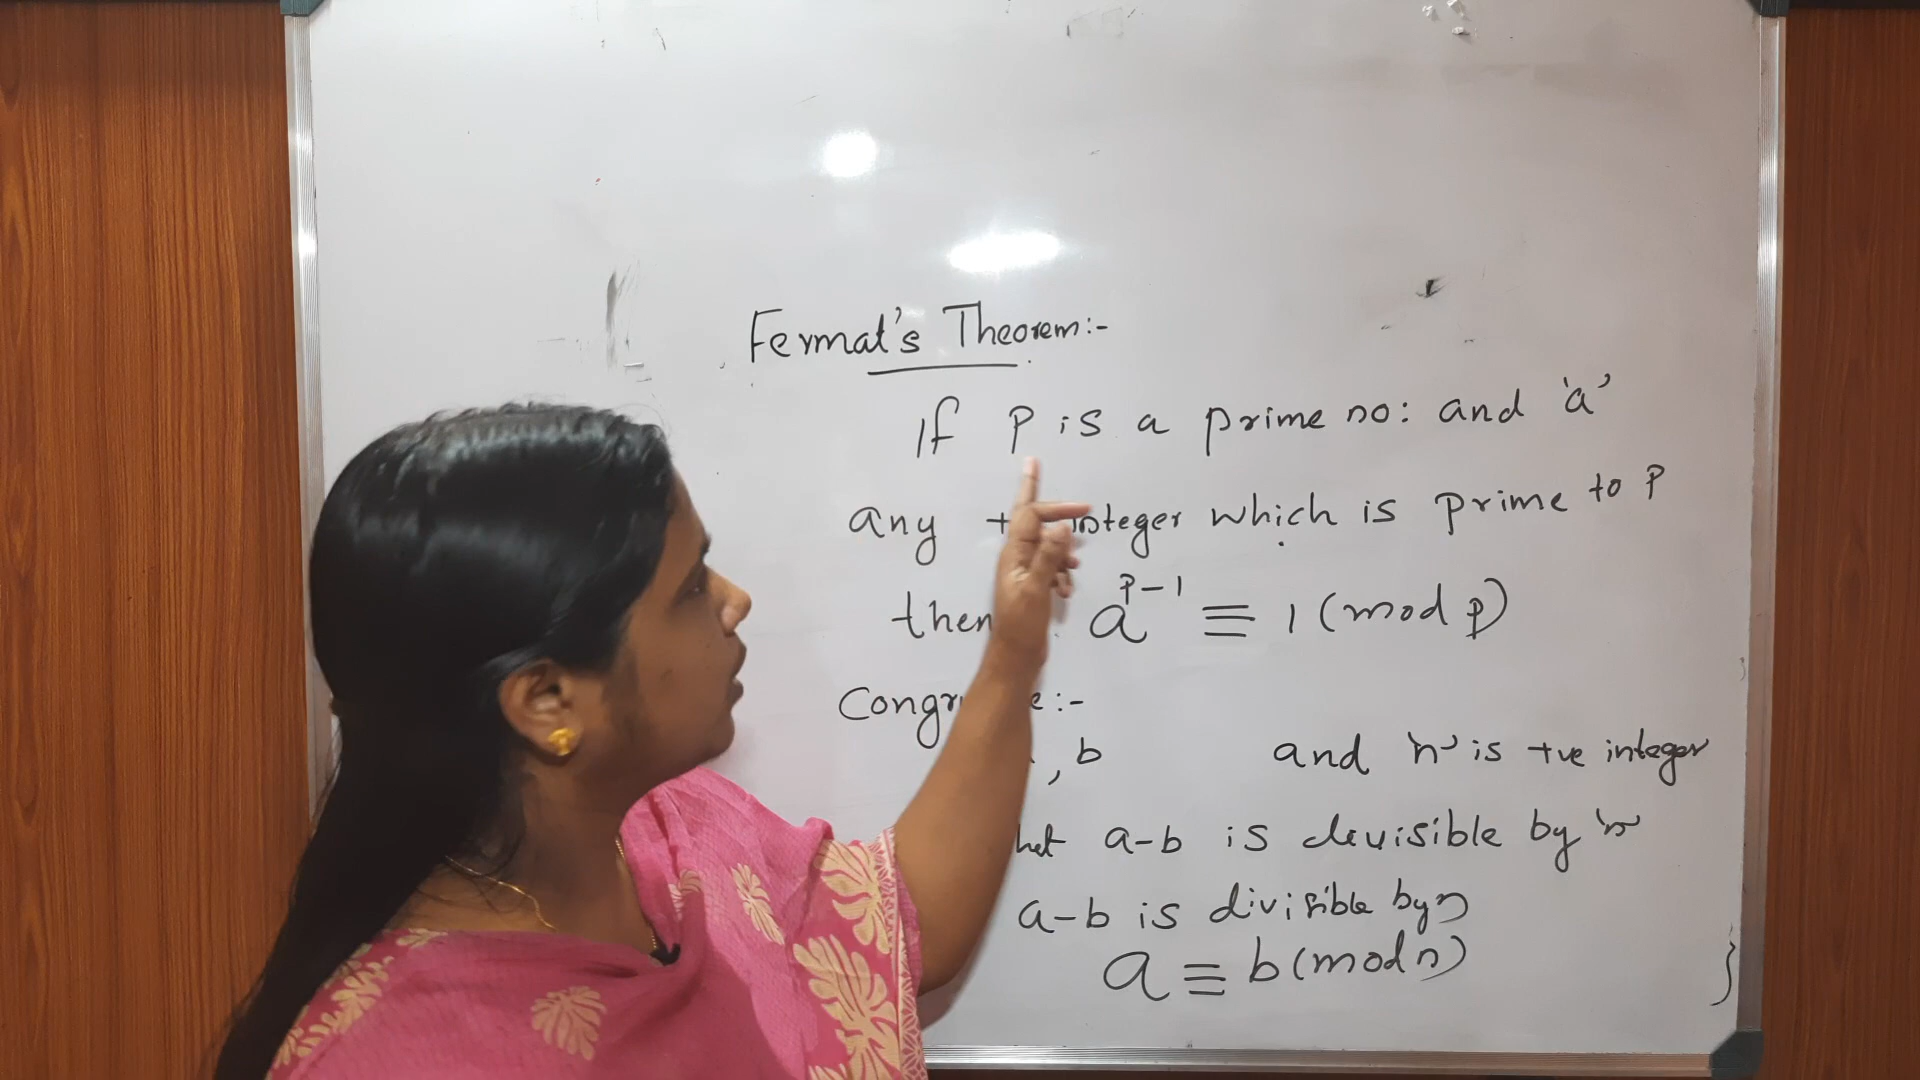 Fermat's Theorem:-
If P is a prime no: and 'a'
any integer which is prime to P
then a^{P-1} ≡ 1 (mod p)
Congr e :-
, b and 'n' is +ve integer
a-b is devisible by 'n'
a-b is divisible by n
a ≡ b (mod n) }